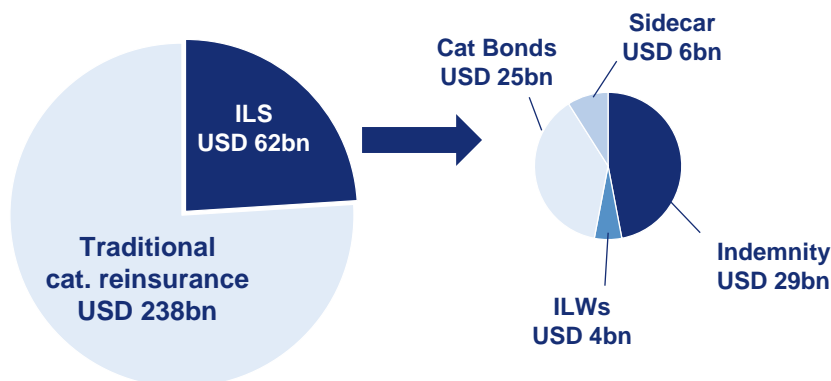 ILS
USD 62bn
Traditional
cat. reinsurance
USD 238bn
Cat Bonds
USD 25bn
Sidecar
USD 6bn
Indemnity
USD 29bn
ILWs
USD 4bn